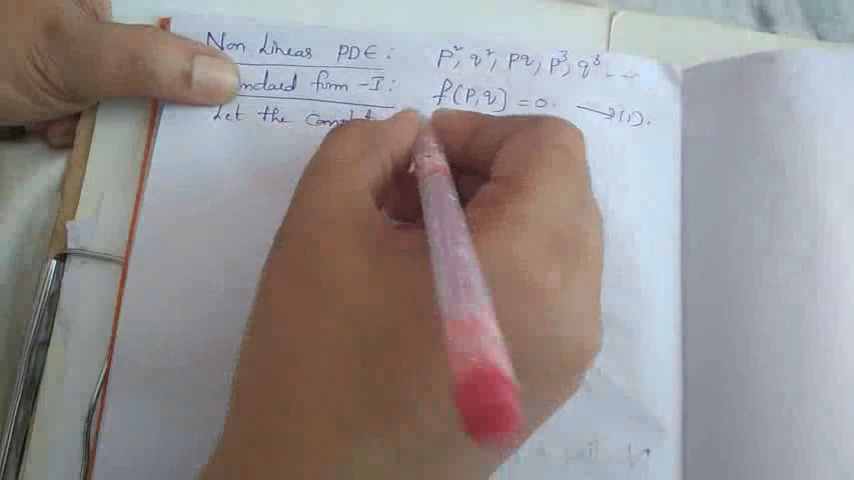 Non Linear PDE: p², q², pq, p³, q³ ...
Standard form -I: f(p,q) = 0. →(1).
Let the